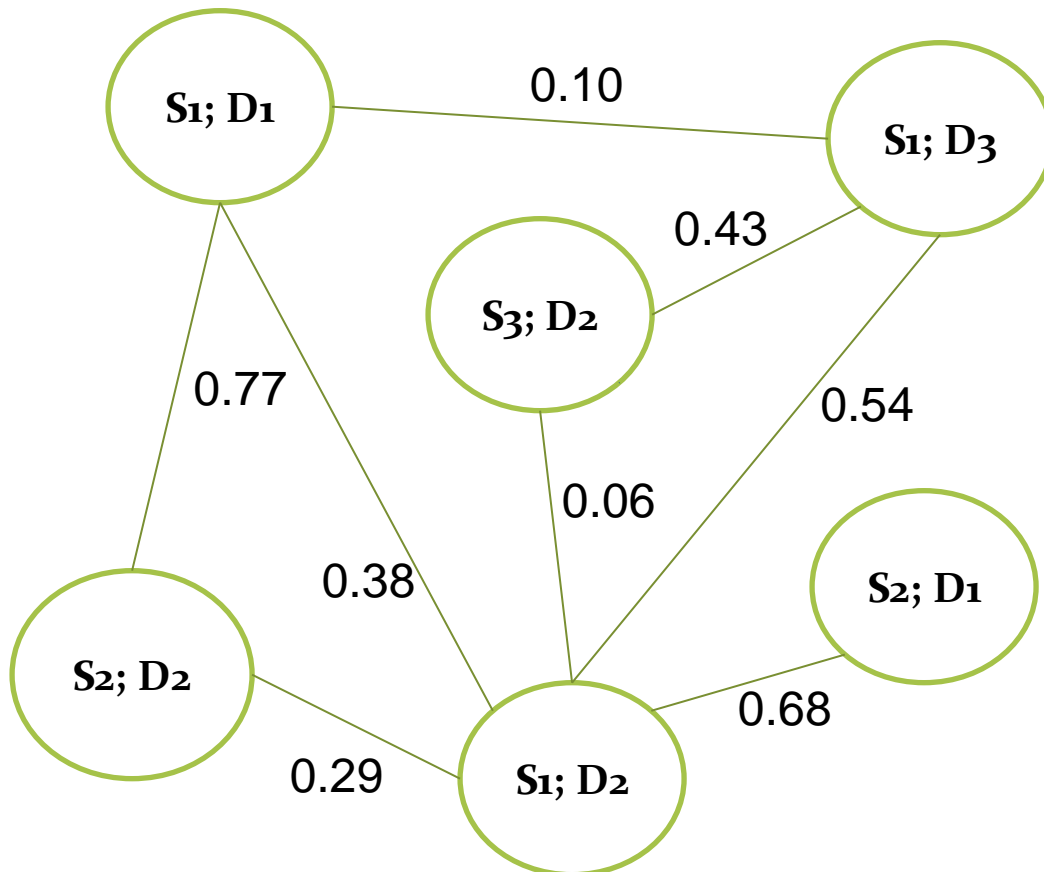 0.10
S1; D1
S1; D3
0.43
S3; D2
0.77
0.54
0.06
0.38
S2; D1
S2; D2
0.68
0.29
S1; D2